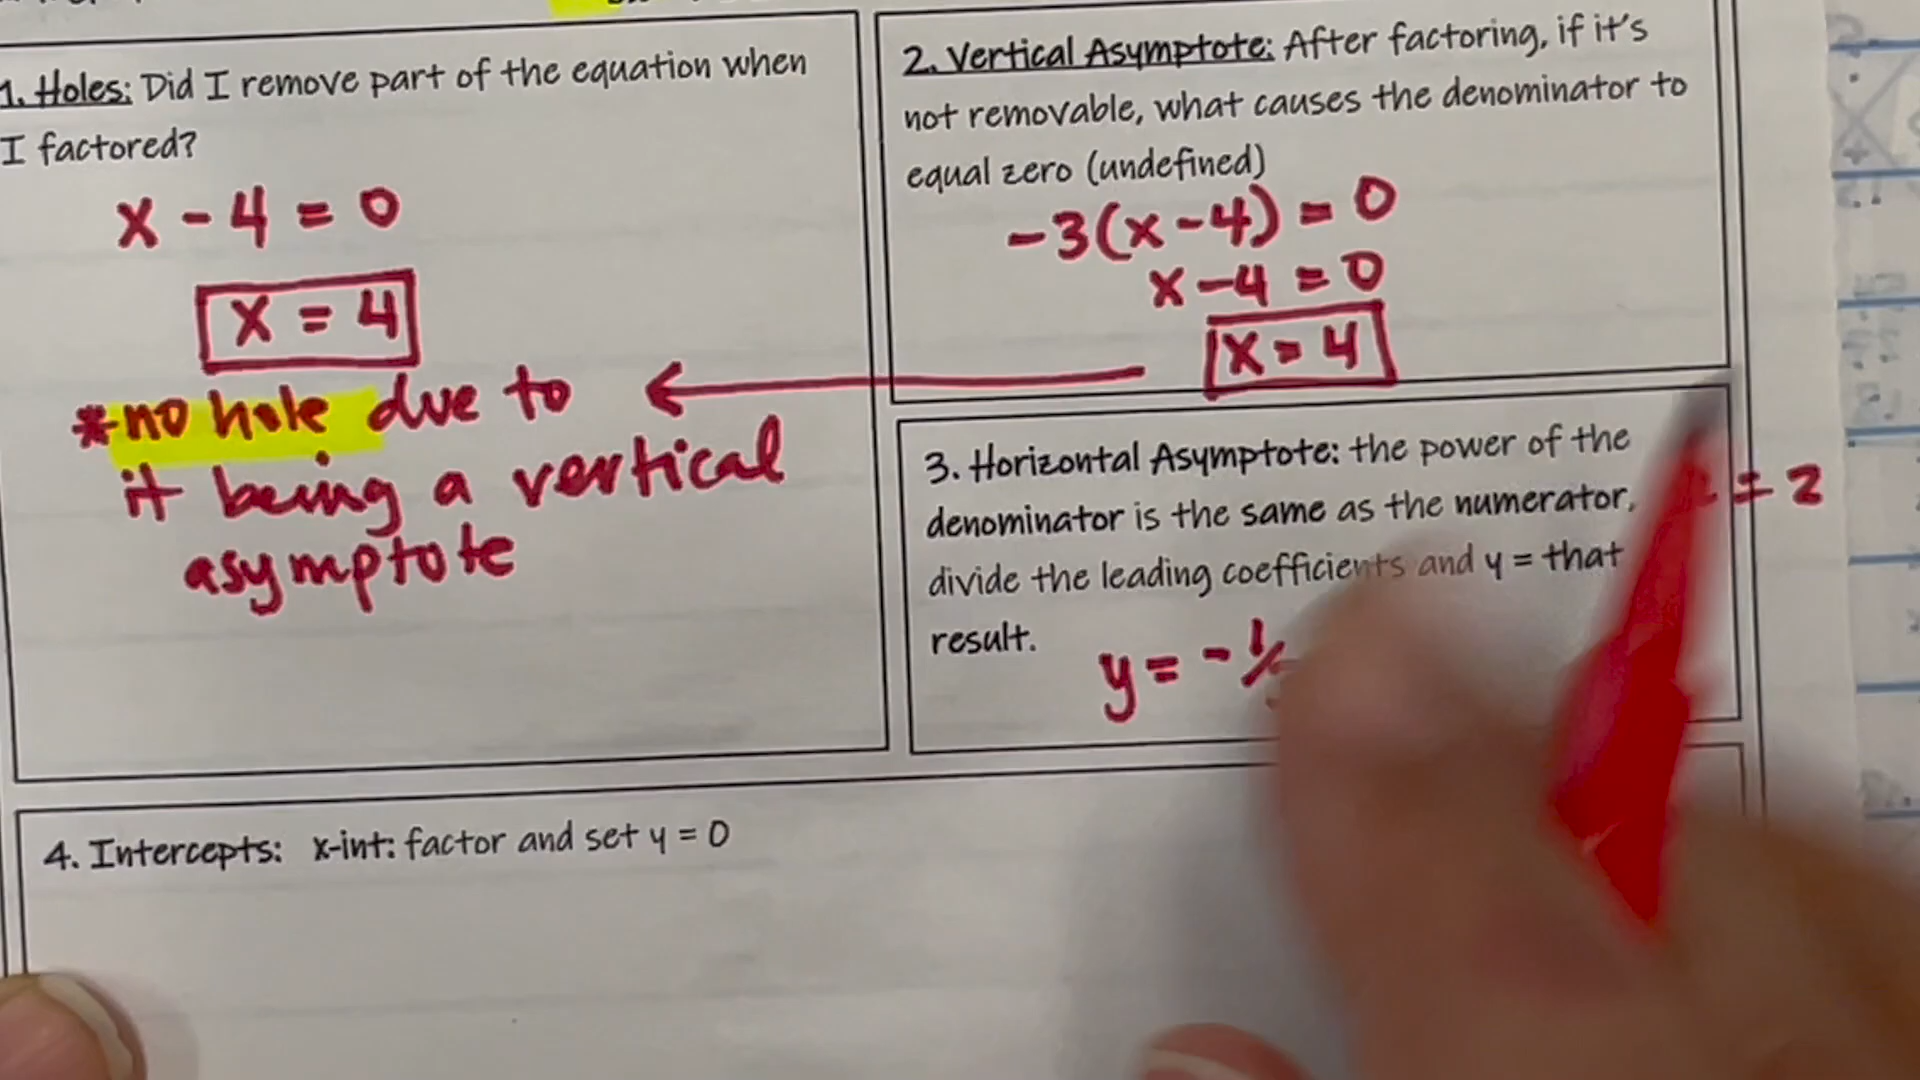 1. Holes: Did I remove part of the equation when
I factored?
x - 4 = 0
x = 4
*no hole due to
it being a vertical
asymptote
2. Vertical Asymptote: After factoring, if it's
not removable, what causes the denominator to
equal zero (undefined)
-3(x-4) = 0
x-4 = 0
x = 4
3. Horizontal Asymptote: the power of the
denominator is the same as the numerator,
= 2
divide the leading coefficients and y = that
result.
y = - 1/
4. Intercepts: x-int: factor and set y = 0